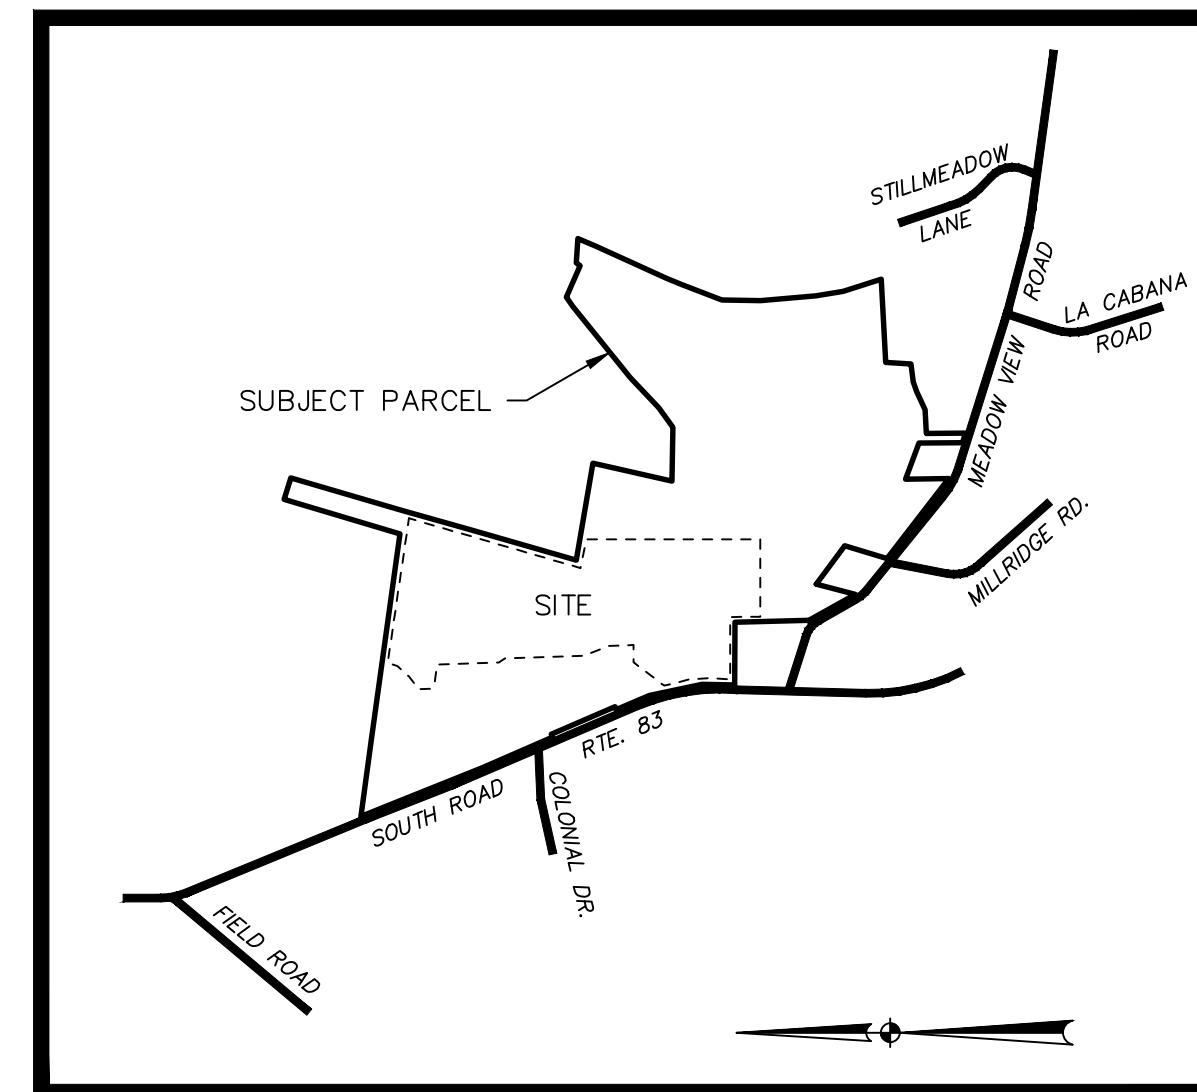 STILLMEADOW
LANE
ROAD
LA CABANA
ROAD
MEADOW VIEW
SUBJECT PARCEL
MILLRIDGE RD.
SITE
RTE. 83
SOUTH ROAD
COLONIAL DR.
FIELD ROAD